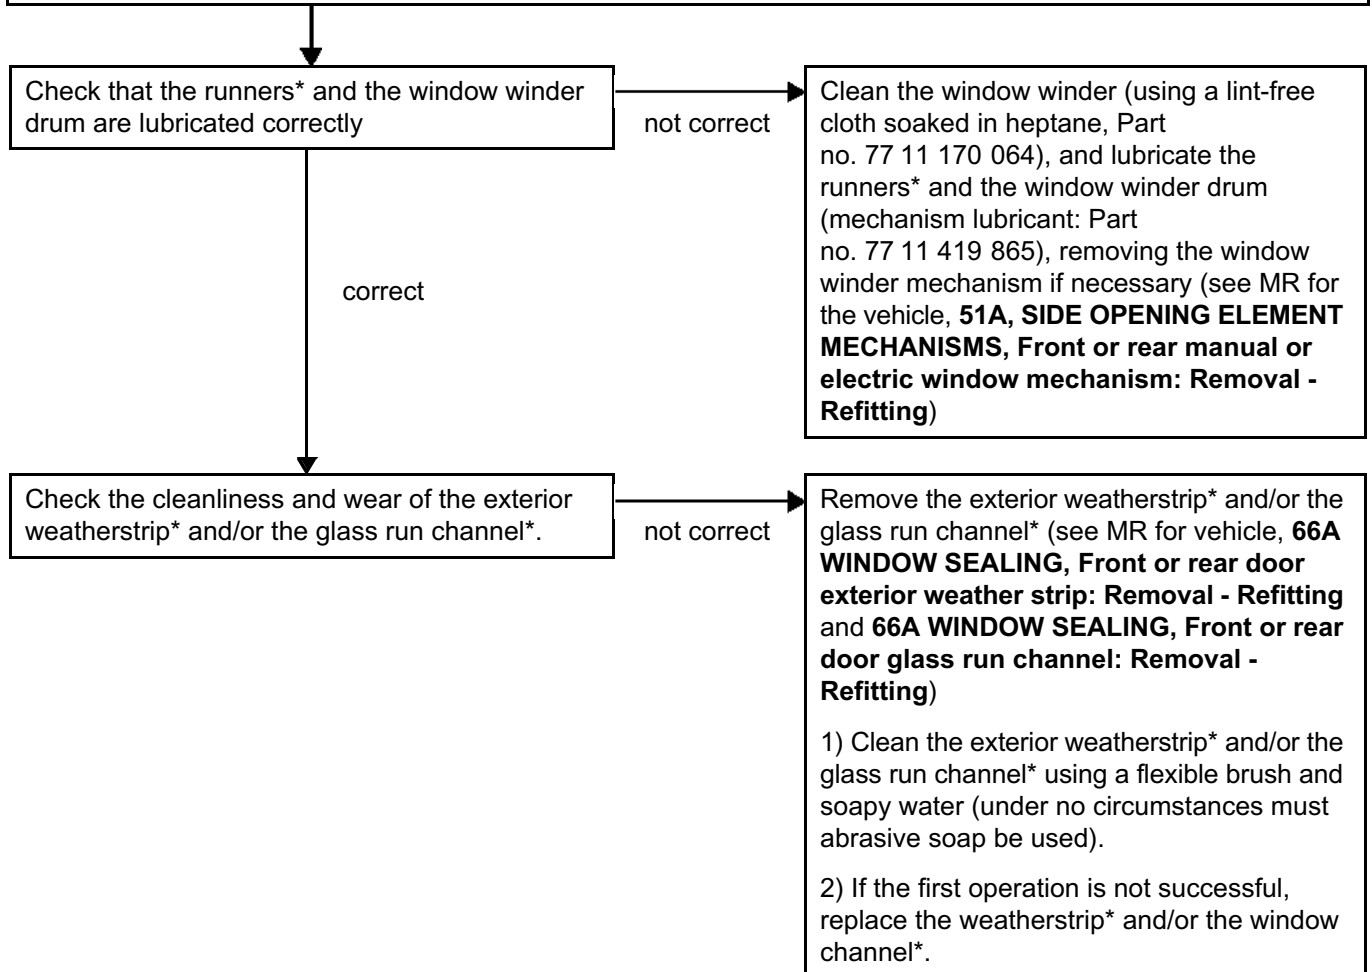 Check that the runners* and the window winder
drum are lubricated correctly
not correct
Clean the window winder (using a lint-free
cloth soaked in heptane, Part
no. 77 11 170 064), and lubricate the
runners* and the window winder drum
(mechanism lubricant: Part
no. 77 11 419 865), removing the window
winder mechanism if necessary (see MR for
the vehicle, 51A, SIDE OPENING ELEMENT
MECHANISMS, Front or rear manual or
electric window mechanism: Removal -
Refitting)
correct
Check the cleanliness and wear of the exterior
weatherstrip* and/or the glass run channel*.
not correct
Remove the exterior weatherstrip* and/or the
glass run channel* (see MR for vehicle, 66A
WINDOW SEALING, Front or rear door
exterior weather strip: Removal - Refitting
and 66A WINDOW SEALING, Front or rear
door glass run channel: Removal -
Refitting)
1) Clean the exterior weatherstrip* and/or the
glass run channel* using a flexible brush and
soapy water (under no circumstances must
abrasive soap be used).
2) If the first operation is not successful,
replace the weatherstrip* and/or the window
channel*.